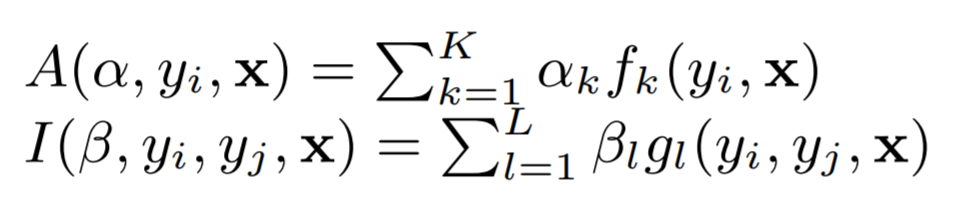 A(α, y_i, 𝐱) = ∑_{k=1}^{K} α_k f_k(y_i, 𝐱)
I(β, y_i, y_j, 𝐱) = ∑_{l=1}^{L} β_l g_l(y_i, y_j, 𝐱)